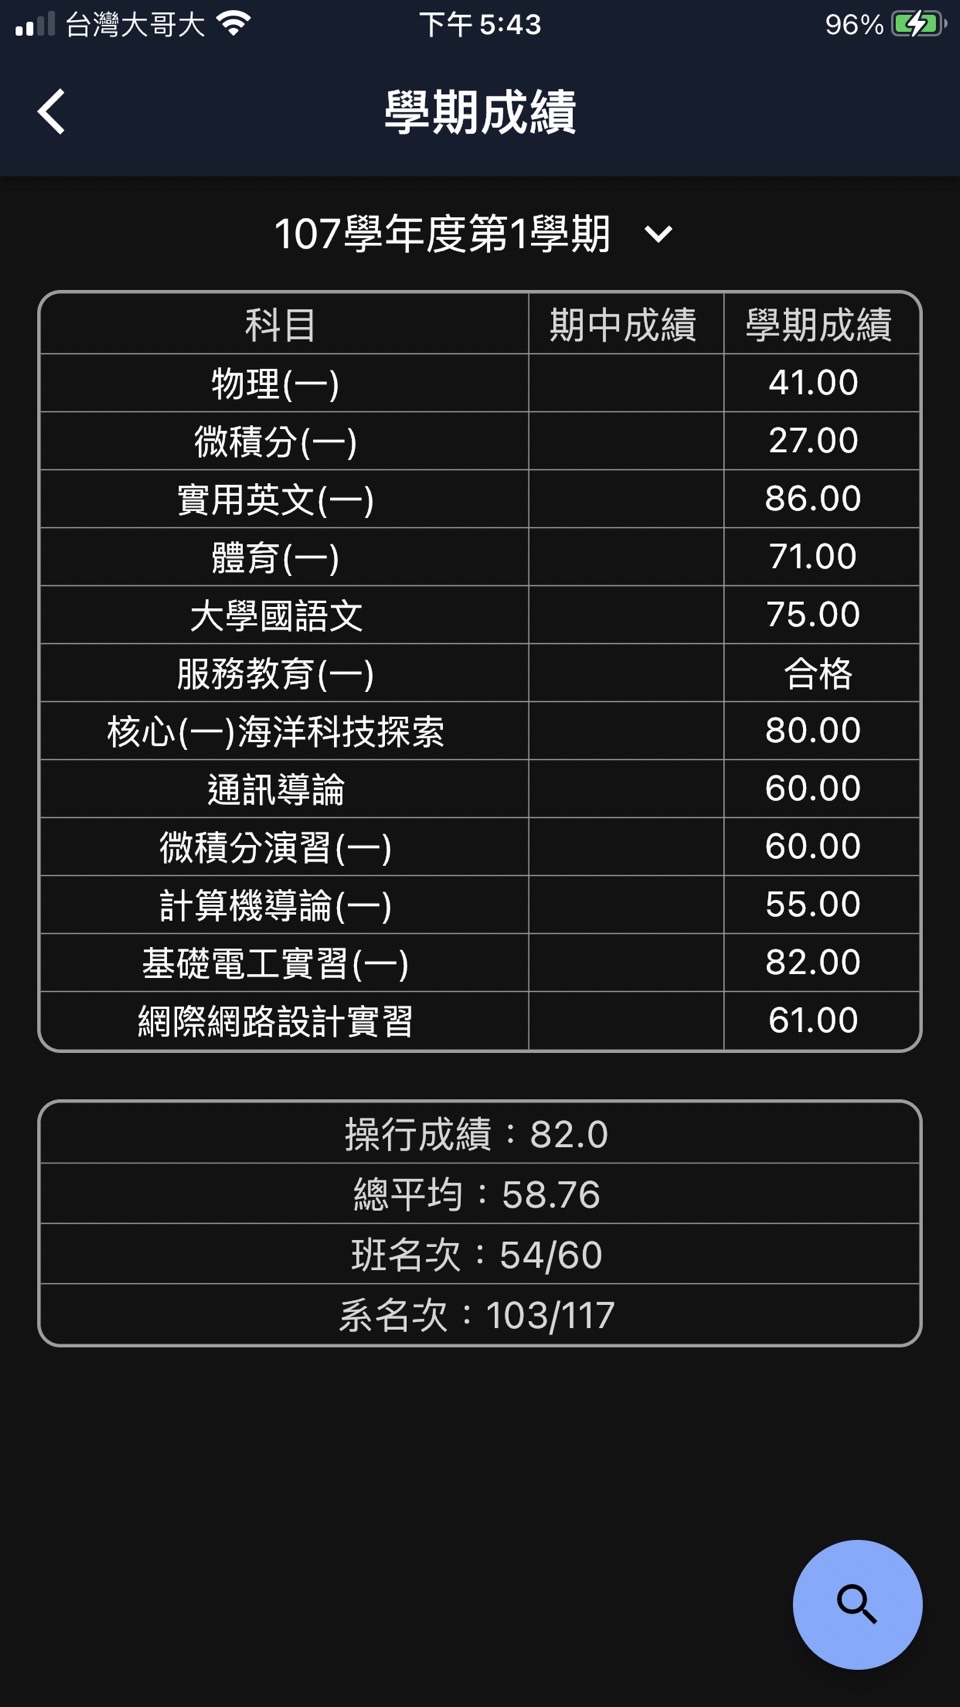 台灣大哥大 下午 5:43 96%
學期成績
107學年度第1學期
科目 期中成績 學期成績
物理(一) 41.00
微積分(一) 27.00
實用英文(一) 86.00
體育(一) 71.00
大學國語文 75.00
服務教育(一) 合格
核心(一)海洋科技探索 80.00
通訊導論 60.00
微積分演習(一) 60.00
計算機導論(一) 55.00
基礎電工實習(一) 82.00
網際網路設計實習 61.00
操行成績：82.0
總平均：58.76
班名次：54/60
系名次：103/117